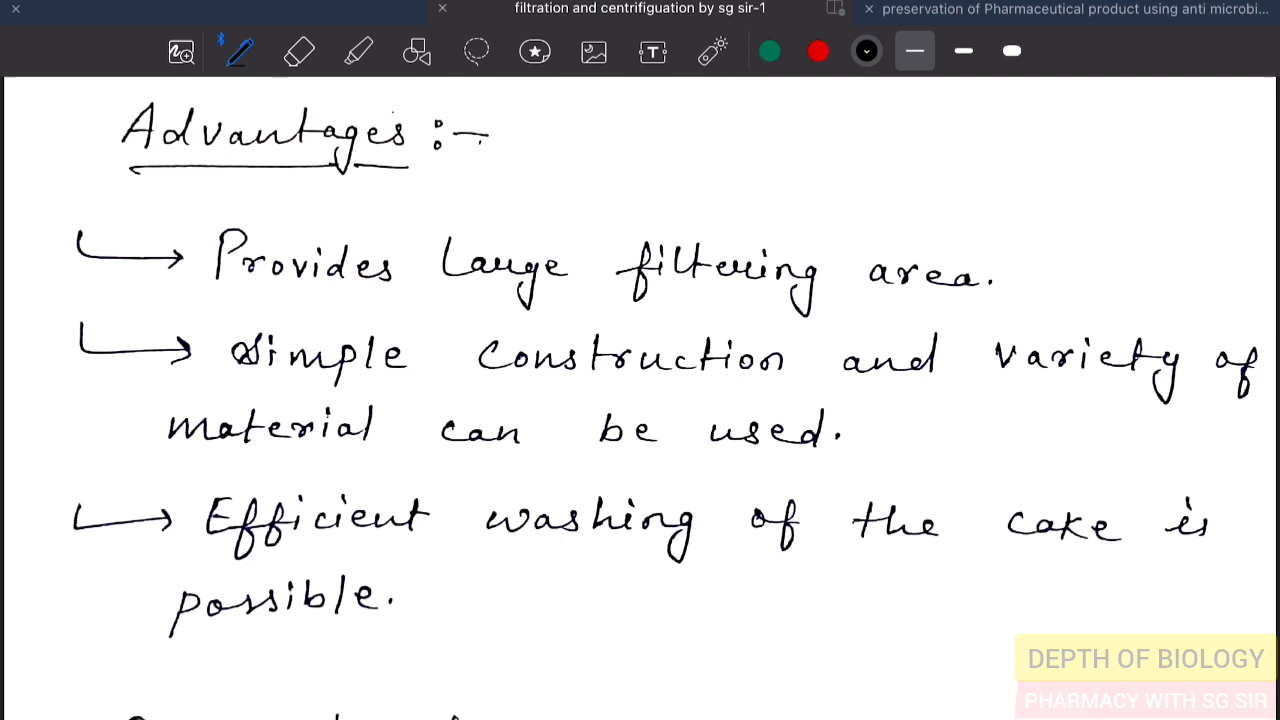 filtration and centrifiguation by sg sir-1
preservation of Pharmaceutical product using anti microbi...
Advantages :-
Provides Large filtering area.
Simple construction and variety of
material can be used.
Efficient washing of the cake is
possible.
DEPTH OF BIOLOGY
PHARMACY WITH SG SIR